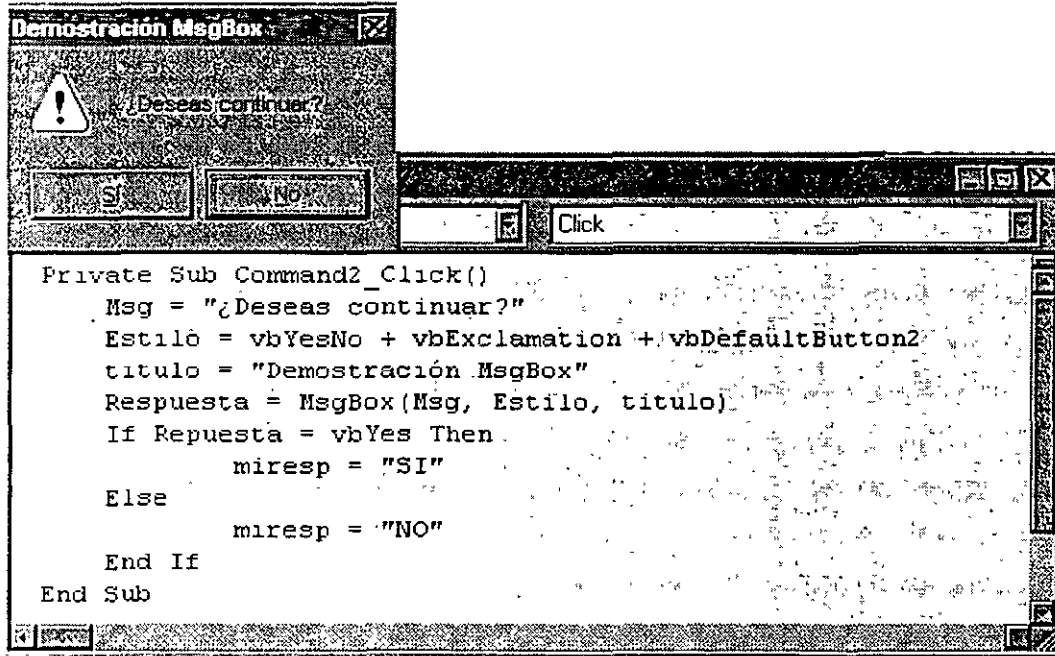 Demostración MsgBox
¿Deseas continuar?
Sí No
Click
Private Sub Command2_Click()
Msg = "¿Deseas continuar?"
Estilo = vbYesNo + vbExclamation + vbDefaultButton2
titulo = "Demostración MsgBox"
Respuesta = MsgBox(Msg, Estilo, titulo)
If Repuesta = vbYes Then
miresp = "SI"
Else
miresp = "NO"
End If
End Sub